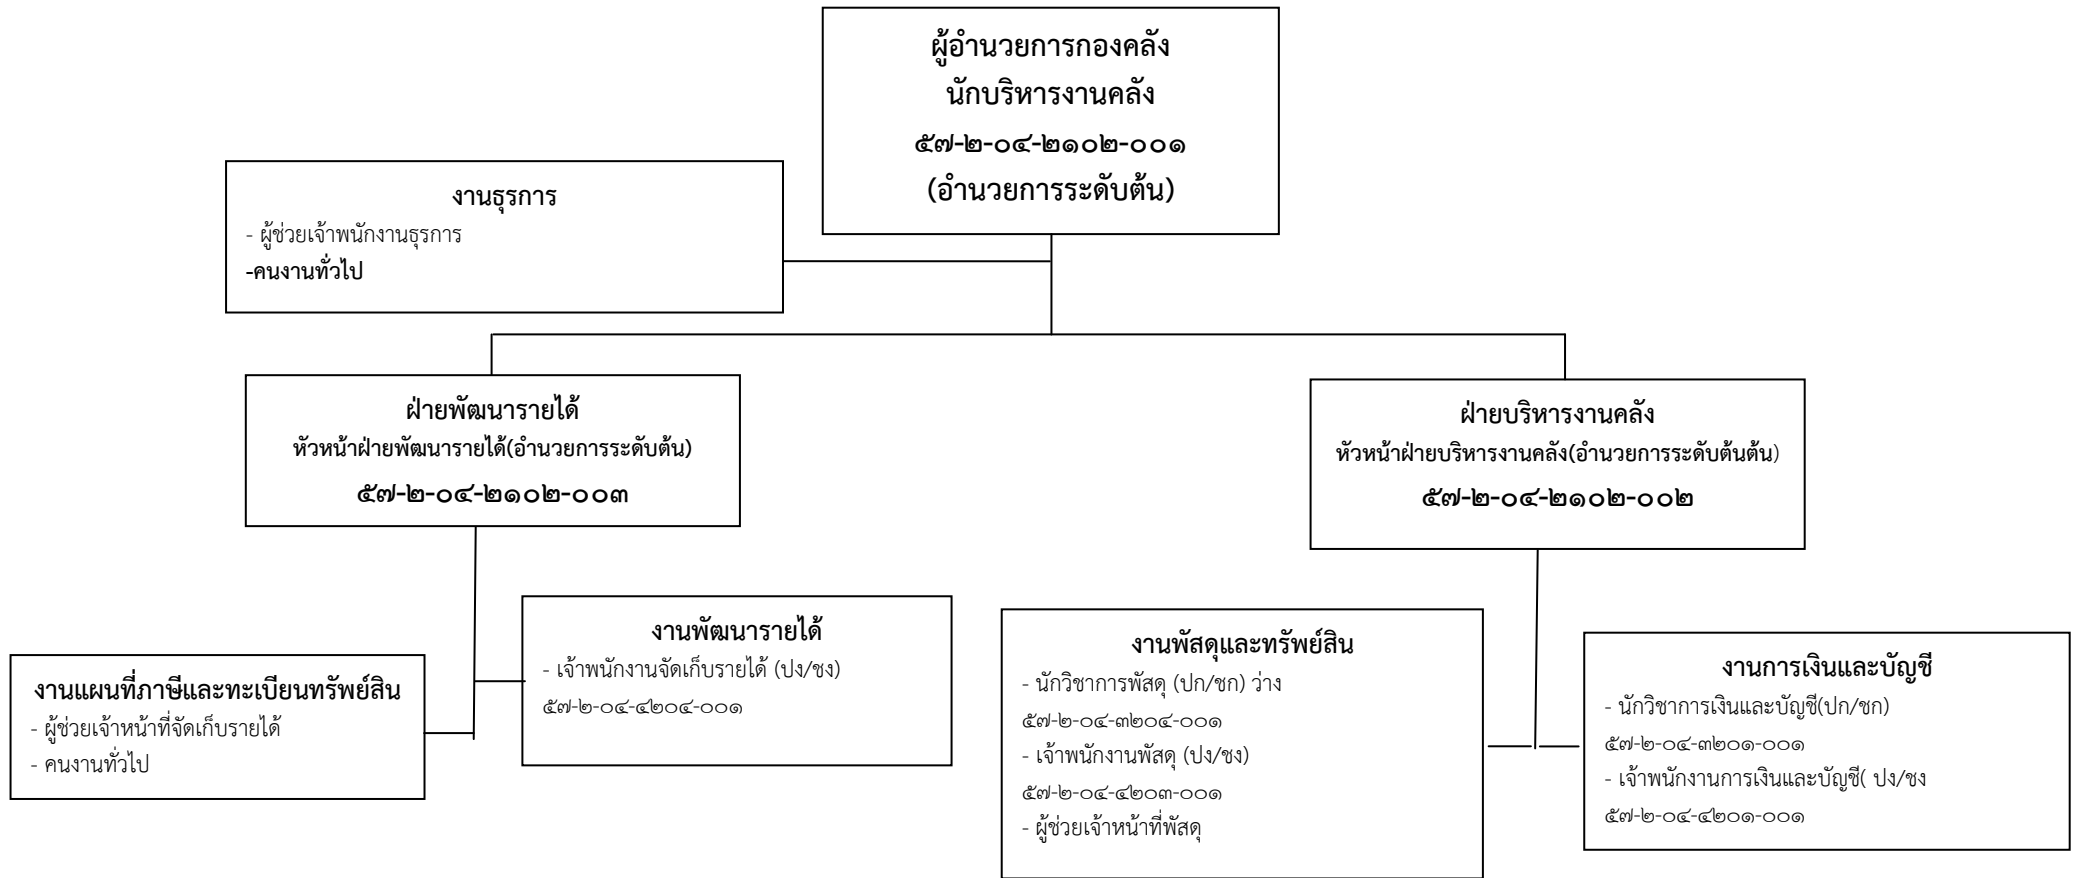 ผู้อำนวยการกองคลัง
นักบริหารงานคลัง
๕๗-๒-๐๔-๒๑๐๒-๐๐๑
(อำนวยการระดับต้น)
งานธุรการ
- ผู้ช่วยเจ้าพนักงานธุรการ
-คนงานทั่วไป
ฝ่ายพัฒนารายได้
หัวหน้าฝ่ายพัฒนารายได้(อำนวยการระดับต้น)
๕๗-๒-๐๔-๒๑๐๒-๐๐๓
ฝ่ายบริหารงานคลัง
หัวหน้าฝ่ายบริหารงานคลัง(อำนวยการระดับต้นต้น)
๕๗-๒-๐๔-๒๑๐๒-๐๐๒
งานแผนที่ภาษีและทะเบียนทรัพย์สิน
- ผู้ช่วยเจ้าหน้าที่จัดเก็บรายได้
- คนงานทั่วไป
งานพัฒนารายได้
- เจ้าพนักงานจัดเก็บรายได้ (ปง/ชง)
๕๗-๒-๐๔-๔๒๐๔-๐๐๑
งานพัสดุและทรัพย์สิน
- นักวิชาการพัสดุ (ปก/ชก) ว่าง
๕๗-๒-๐๔-๓๒๐๔-๐๐๑
- เจ้าพนักงานพัสดุ (ปง/ชง)
๕๗-๒-๐๔-๔๒๐๓-๐๐๑
- ผู้ช่วยเจ้าหน้าที่พัสดุ
งานการเงินและบัญชี
- นักวิชาการเงินและบัญชี(ปก/ชก)
๕๗-๒-๐๔-๓๒๐๑-๐๐๑
- เจ้าพนักงานการเงินและบัญชี( ปง/ชง
๕๗-๒-๐๔-๔๒๐๑-๐๐๑